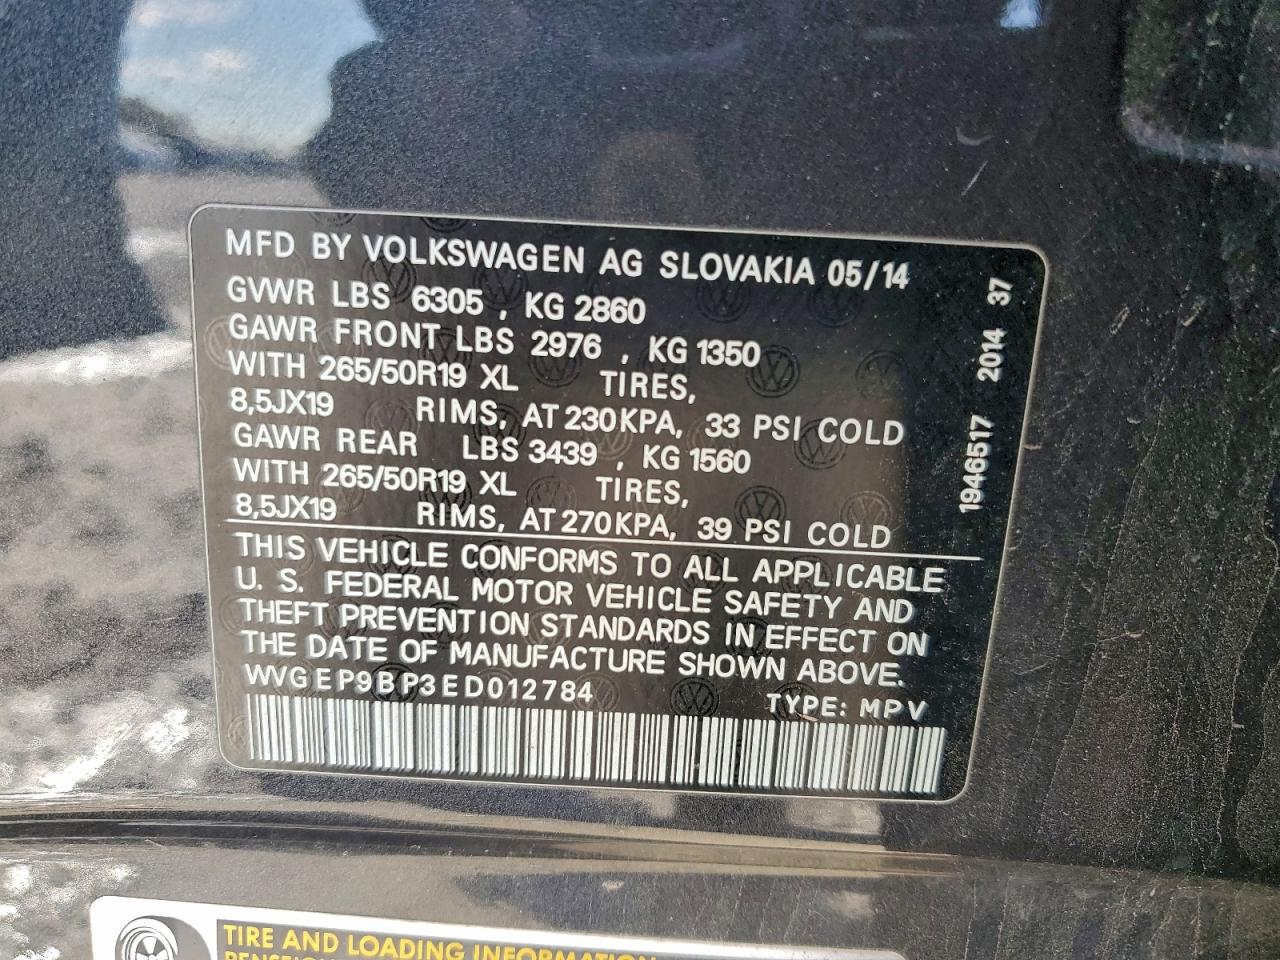 MFD BY VOLKSWAGEN AG SLOVAKIA 05/14
GVWR LBS 6305 , KG 2860
GAWR FRONT LBS 2976 , KG 1350
WITH 265/50R19 XL TIRES,
8,5JX19 RIMS, AT 230 KPA, 33 PSI COLD
GAWR REAR LBS 3439 , KG 1560
WITH 265/50R19 XL TIRES,
8,5JX19 RIMS, AT 270 KPA, 39 PSI COLD
THIS VEHICLE CONFORMS TO ALL APPLICABLE
U. S. FEDERAL MOTOR VEHICLE SAFETY AND
THEFT PREVENTION STANDARDS IN EFFECT ON
THE DATE OF MANUFACTURE SHOWN ABOVE.
WVGEP9BP3ED012784 TYPE: MPV
1946517 2014 37
TIRE AND LOADING INFORMATION